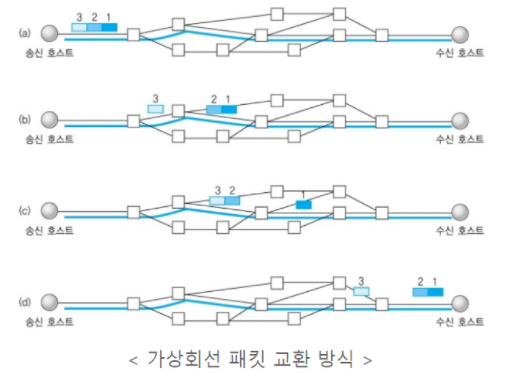 3 2 1
(a)
송신 호스트 수신 호스트
3 2 1
(b)
송신 호스트 수신 호스트
3 2 1
(c)
송신 호스트 수신 호스트
3 2 1
(d)
송신 호스트 수신 호스트
< 가상회선 패킷 교환 방식 >